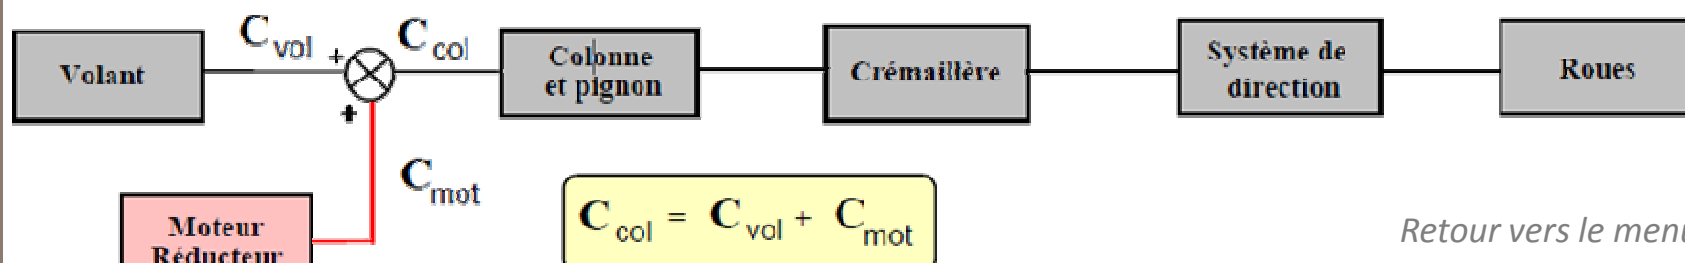 Volant
C vol
+
+
C col
Colonne
et pignon
Crémaillère
Système de
direction
Roues
C mot
Moteur
Réducteur
C col = C vol + C mot
Retour vers le menu